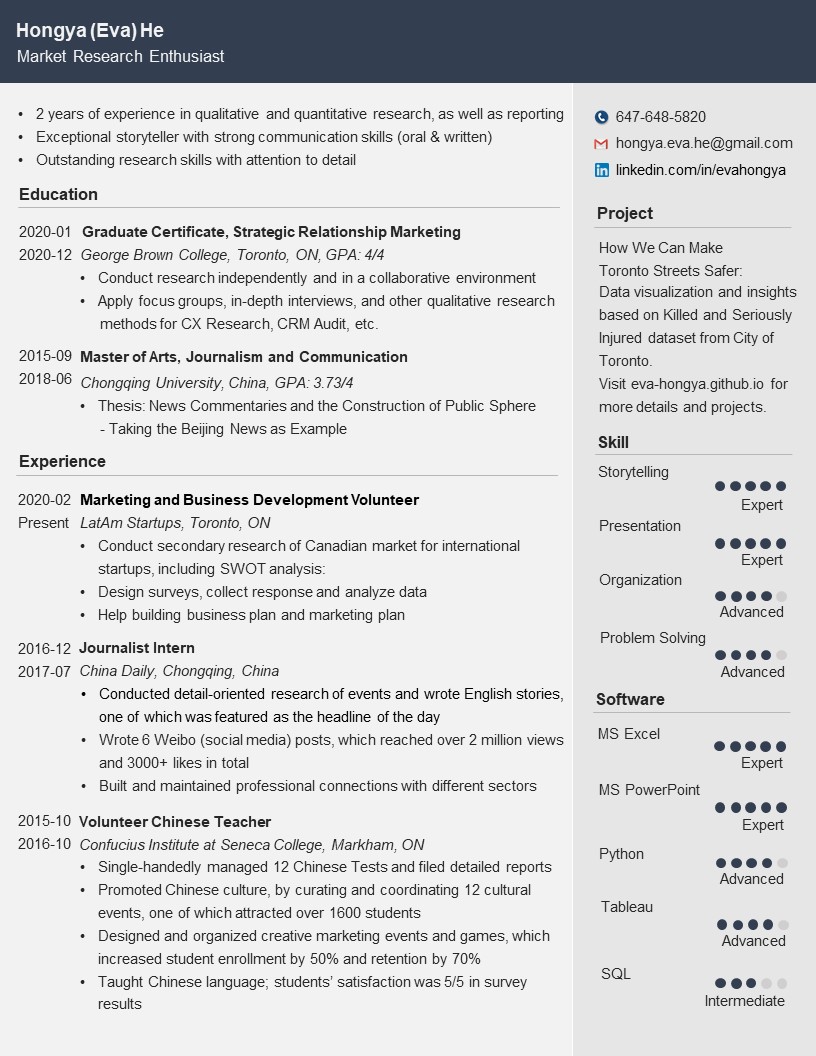 Hongya (Eva) He
Market Research Enthusiast
• 2 years of experience in qualitative and quantitative research, as well as reporting
• Exceptional storyteller with strong communication skills (oral & written)
• Outstanding research skills with attention to detail
Education
2020-01 Graduate Certificate, Strategic Relationship Marketing
2020-12 George Brown College, Toronto, ON, GPA: 4/4
• Conduct research independently and in a collaborative environment
• Apply focus groups, in-depth interviews, and other qualitative research
methods for CX Research, CRM Audit, etc.
2015-09 Master of Arts, Journalism and Communication
2018-06 Chongqing University, China, GPA: 3.73/4
• Thesis: News Commentaries and the Construction of Public Sphere
- Taking the Beijing News as Example
Experience
2020-02 Marketing and Business Development Volunteer
Present LatAm Startups, Toronto, ON
• Conduct secondary research of Canadian market for international
startups, including SWOT analysis:
• Design surveys, collect response and analyze data
• Help building business plan and marketing plan
2016-12 Journalist Intern
2017-07 China Daily, Chongqing, China
• Conducted detail-oriented research of events and wrote English stories,
one of which was featured as the headline of the day
• Wrote 6 Weibo (social media) posts, which reached over 2 million views
and 3000+ likes in total
• Built and maintained professional connections with different sectors
2015-10 Volunteer Chinese Teacher
2016-10 Confucius Institute at Seneca College, Markham, ON
• Single-handedly managed 12 Chinese Tests and filed detailed reports
• Promoted Chinese culture, by curating and coordinating 12 cultural
events, one of which attracted over 1600 students
• Designed and organized creative marketing events and games, which
increased student enrollment by 50% and retention by 70%
• Taught Chinese language; students' satisfaction was 5/5 in survey
results
647-648-5820
hongya.eva.he@gmail.com
linkedin.com/in/evahongya
Project
How We Can Make
Toronto Streets Safer:
Data visualization and insights
based on Killed and Seriously
Injured dataset from City of
Toronto.
Visit eva-hongya.github.io for
more details and projects.
Skill
Storytelling
Expert
Presentation
Expert
Organization
Advanced
Problem Solving
Advanced
Software
MS Excel
Expert
MS PowerPoint
Expert
Python
Advanced
Tableau
Advanced
SQL
Intermediate